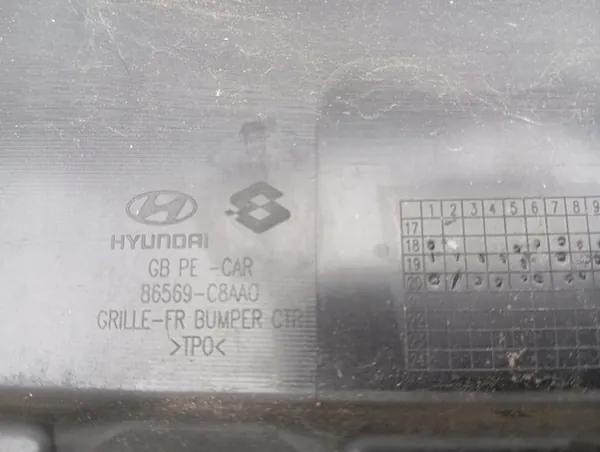 HYUNDAI
GB PE -CAR
86569-C8AA0
GRILLE-FR BUMPER CTR
>TPO<
1 2 3 4 5 6 7 8 9
17
18
19
20